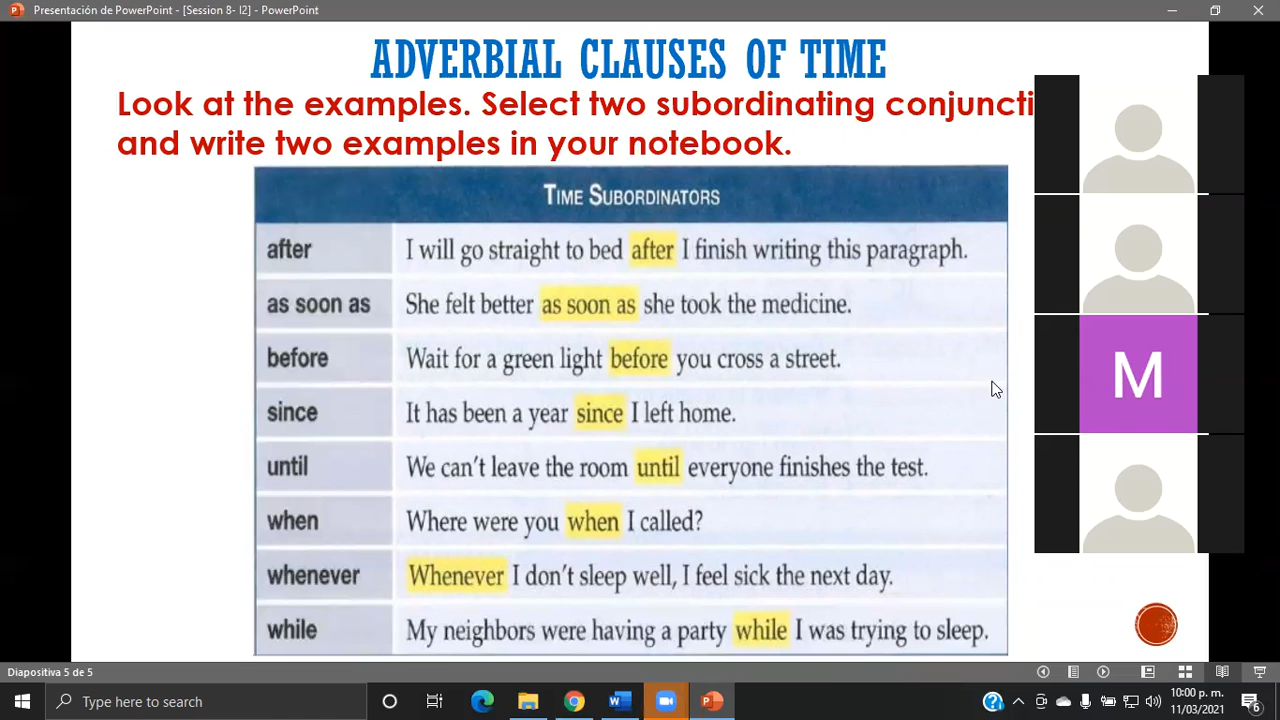 Presentación de PowerPoint - [Session 8- I2] - PowerPoint
ADVERBIAL CLAUSES OF TIME
Look at the examples. Select two subordinating conjuncti
and write two examples in your notebook.
TIME SUBORDINATORS
after I will go straight to bed after I finish writing this paragraph.
as soon as She felt better as soon as she took the medicine.
before Wait for a green light before you cross a street.
since It has been a year since I left home.
until We can't leave the room until everyone finishes the test.
when Where were you when I called?
whenever Whenever I don't sleep well, I feel sick the next day.
while My neighbors were having a party while I was trying to sleep.
M
Diapositiva 5 de 5
Type here to search
10:00 p. m.
11/03/2021
6